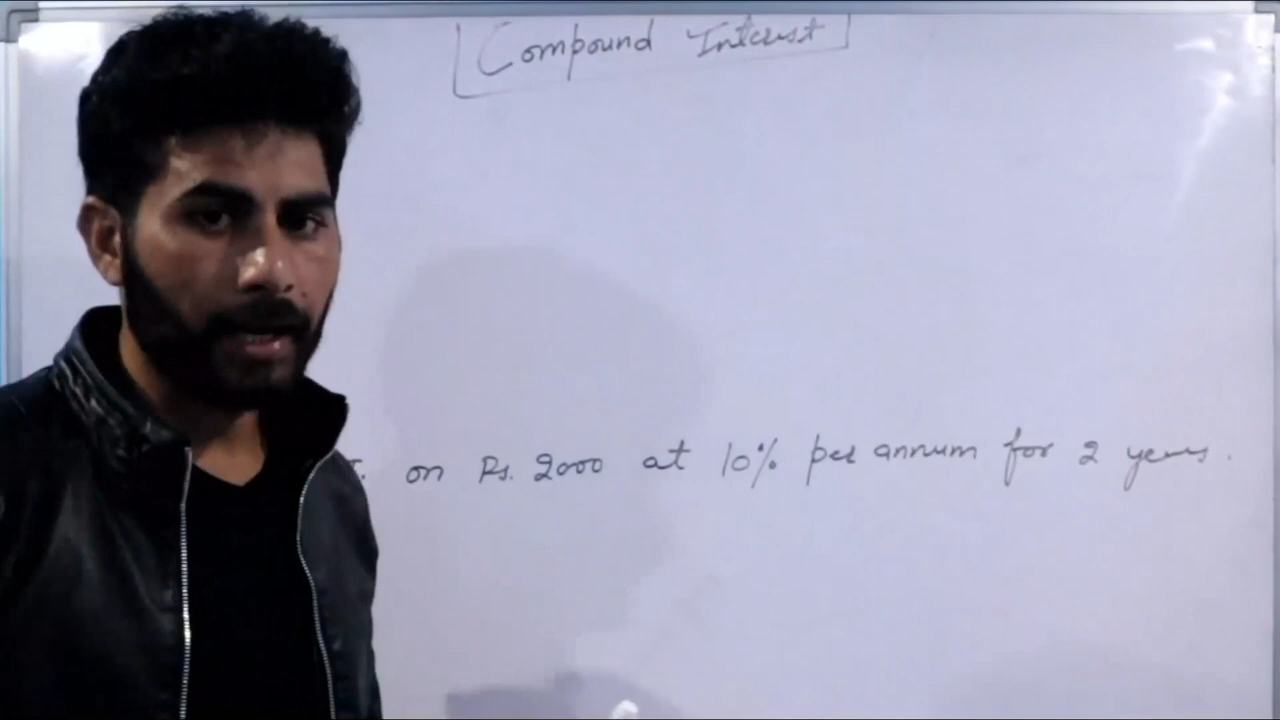 Compound Interest
on Rs. 2000 at 10% per annum for 2 years.